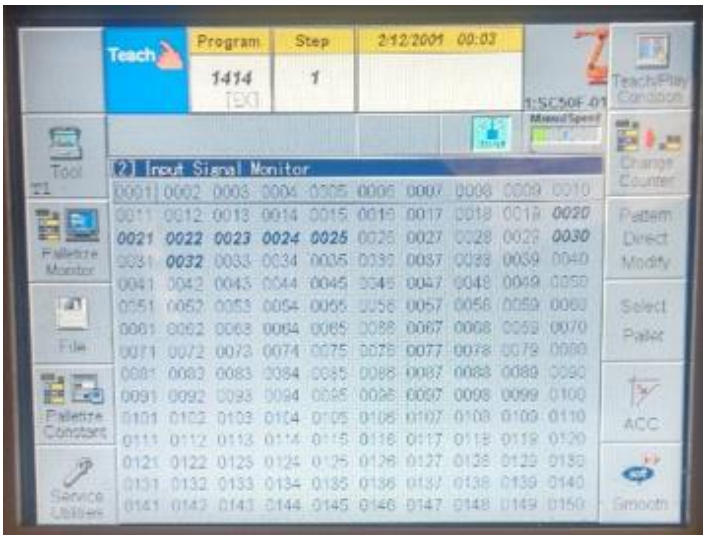 Teach
Program
Step
2/12/2001 00:03
1414
1
TEXT
1:SC50F-01
Manual Speed
Teach/Play
Condition
Tool
T1
Change
Counter
[2] Input Signal Monitor
0001 0002 0003 0004 0005 0006 0007 0008 0009 0010
0011 0012 0013 0014 0015 0016 0017 0018 0019 0020
0021 0022 0023 0024 0025 0026 0027 0028 0029 0030
0031 0032 0033 0034 0035 0036 0037 0038 0039 0040
0041 0042 0043 0044 0045 0046 0047 0048 0049 0050
0051 0052 0053 0054 0055 0056 0057 0058 0059 0060
0061 0062 0063 0064 0065 0066 0067 0068 0069 0070
0071 0072 0073 0074 0075 0076 0077 0078 0079 0080
0081 0082 0083 0084 0085 0086 0087 0088 0089 0090
0091 0092 0093 0094 0095 0096 0097 0098 0099 0100
0101 0102 0103 0104 0105 0106 0107 0108 0109 0110
0111 0112 0113 0114 0115 0116 0117 0118 0119 0120
0121 0122 0123 0124 0125 0126 0127 0128 0129 0130
0131 0132 0133 0134 0135 0136 0137 0138 0139 0140
0141 0142 0143 0144 0145 0146 0147 0148 0149 0150
Palletize
Monitor
Pattern
Direct
Modify
File
Select
Pallet
Palletize
Constant
ACC
Service
Utilities
Smooth